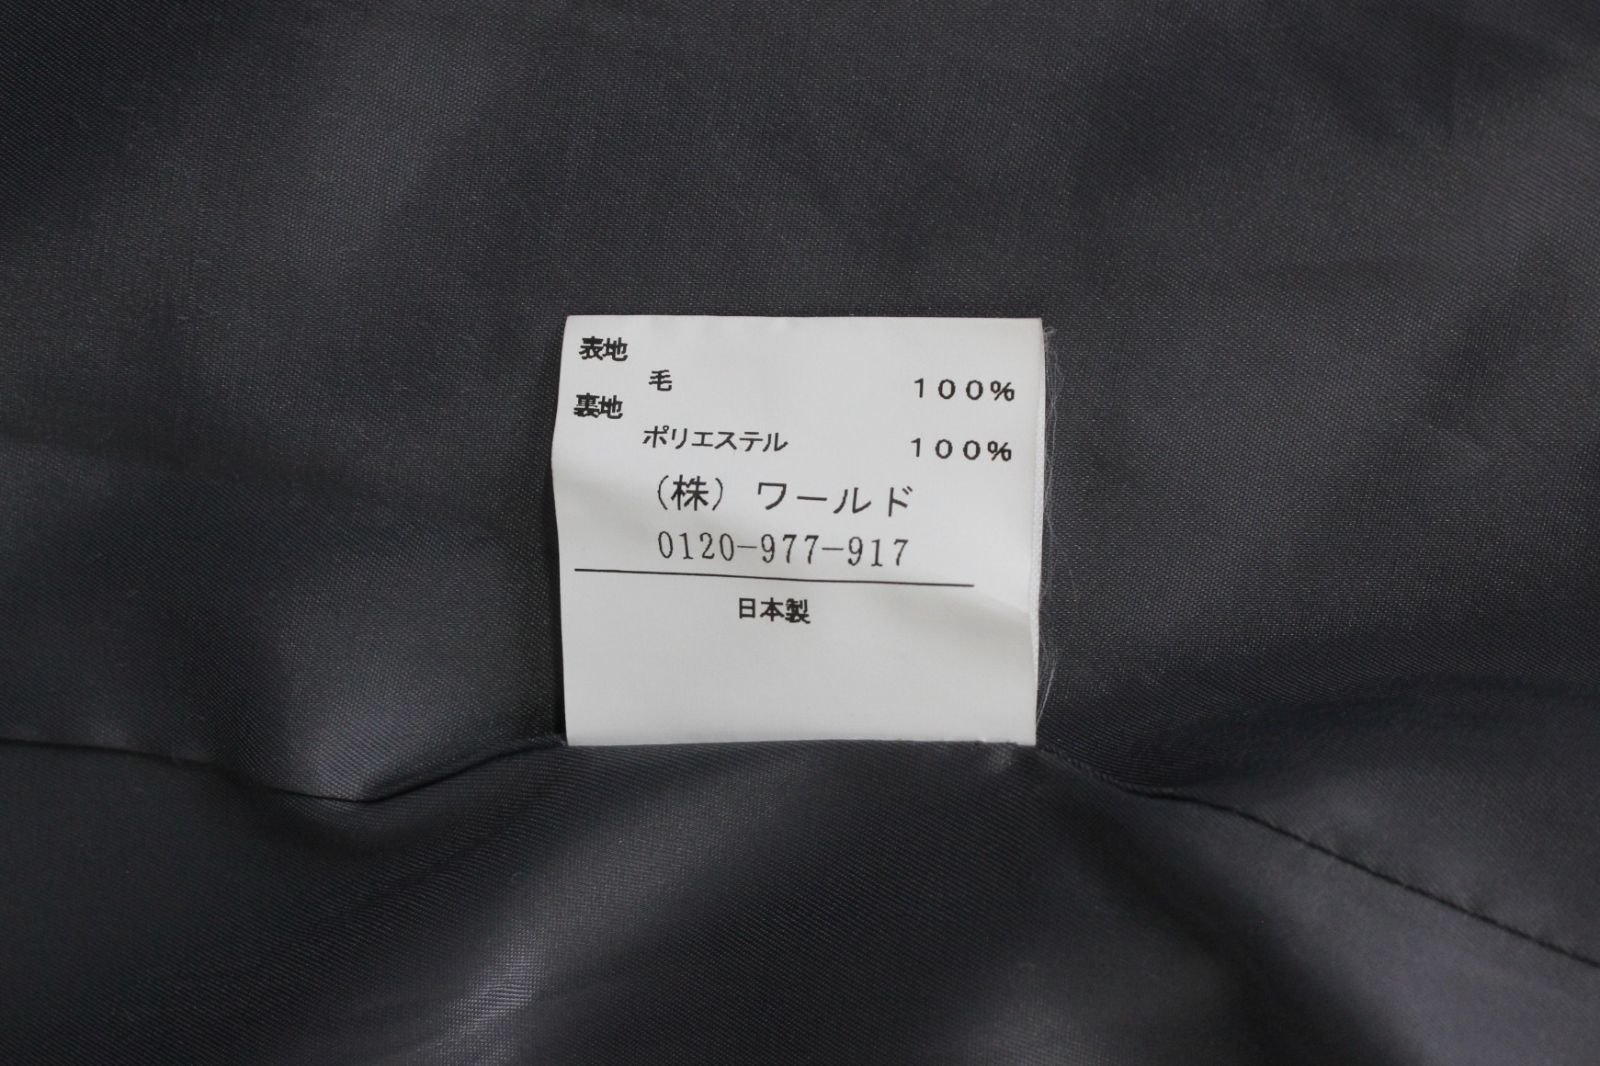 表地
毛 100%
裏地
ポリエステル 100%
(株) ワールド
0120-977-917
日本製